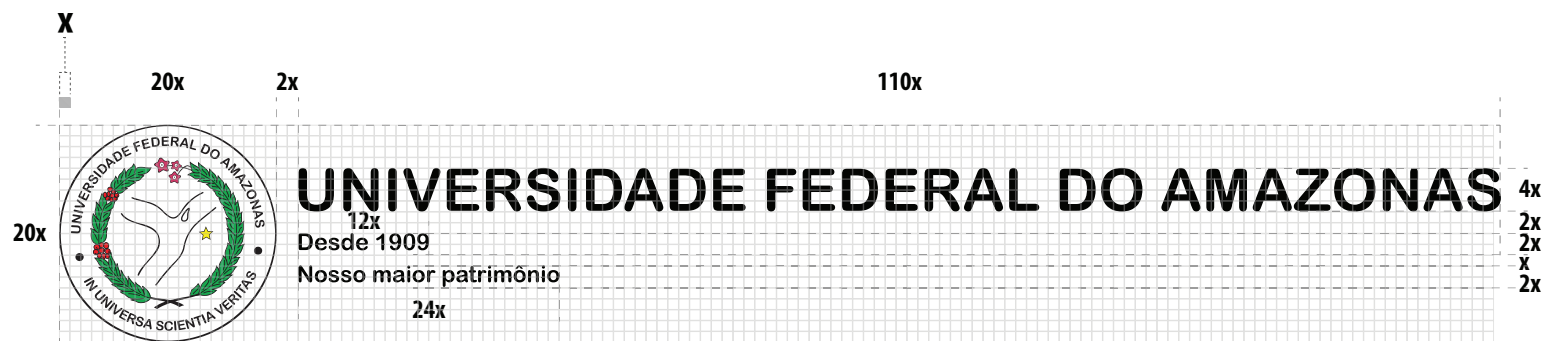 X
20x 2x 110x
UNIVERSIDADE FEDERAL DO AMAZONAS
IN UNIVERSA SCIENTIA VERITAS
20x
UNIVERSIDADE FEDERAL DO AMAZONAS
4x
12x
2x
Desde 1909
2x
x
Nosso maior patrimônio
2x
24x